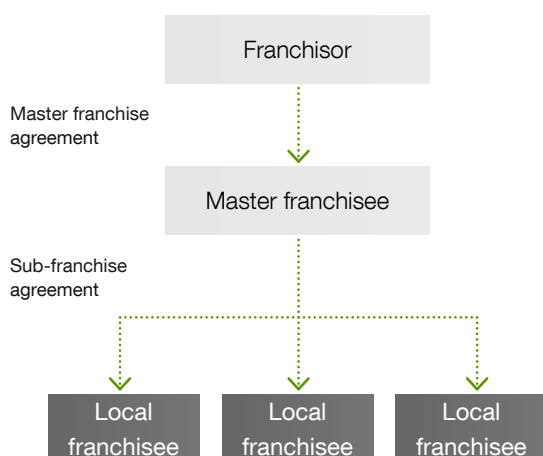 Franchisor
Master franchise
agreement
Master franchisee
Sub-franchise
agreement
Local Local Local
franchisee franchisee franchisee